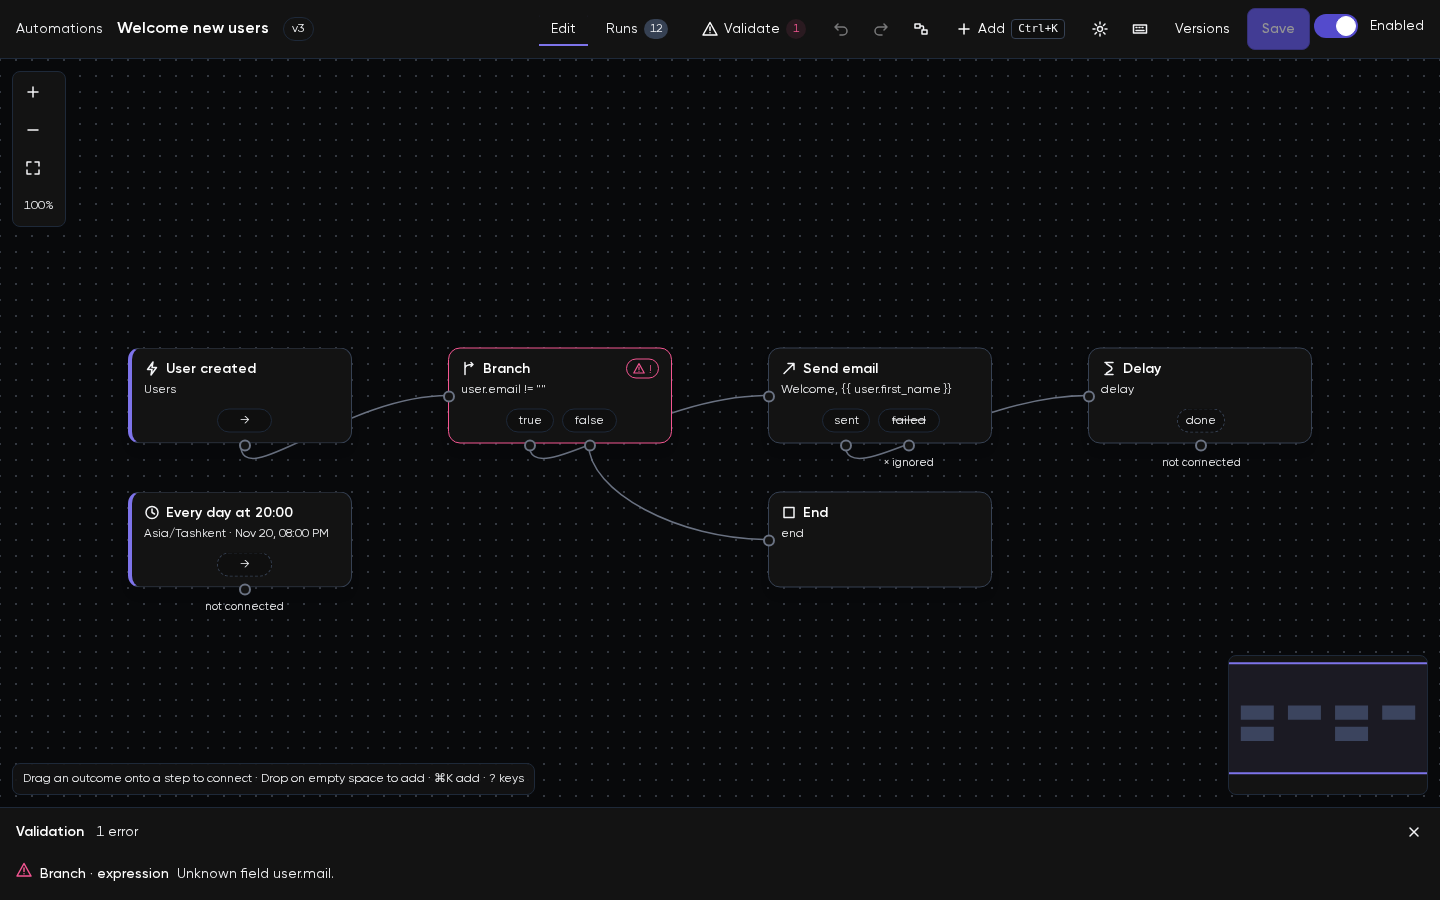 Automations Welcome new users v3 Edit Runs 12 Validate 1 Add Ctrl+K Versions Save Enabled
100%
User created
Users
→
Branch
!
user.email != ""
true false
Send email
Welcome, {{ user.first_name }}
sent failed
× ignored
Delay
delay
done
not connected
Every day at 20:00
Asia/Tashkent · Nov 20, 08:00 PM
→
not connected
End
end
Drag an outcome onto a step to connect · Drop on empty space to add · ⌘K add · ? keys
Validation 1 error
Branch · expression Unknown field user.mail.